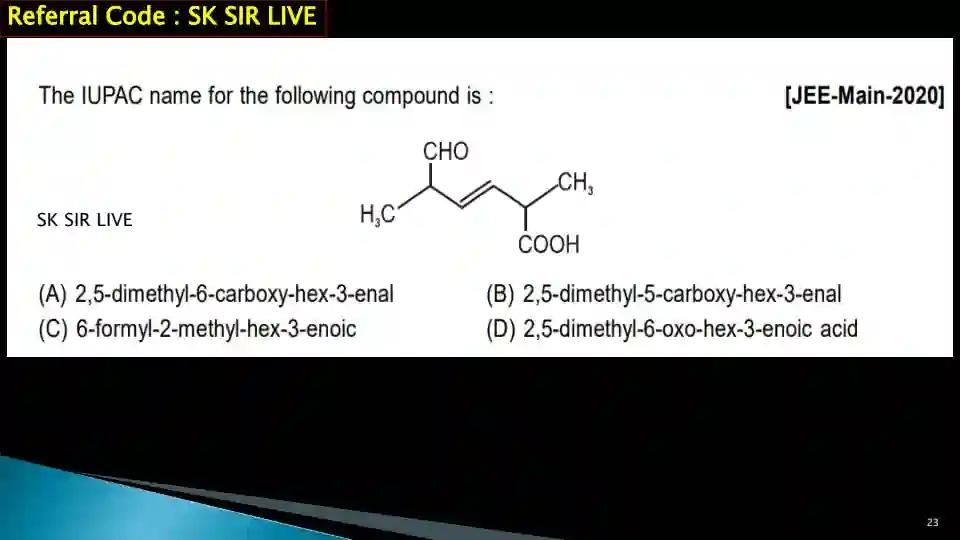 Referral Code : SK SIR LIVE
The IUPAC name for the following compound is : [JEE-Main-2020]
CHO
CH₃
H₃C
SK SIR LIVE
COOH
(A) 2,5-dimethyl-6-carboxy-hex-3-enal (B) 2,5-dimethyl-5-carboxy-hex-3-enal
(C) 6-formyl-2-methyl-hex-3-enoic (D) 2,5-dimethyl-6-oxo-hex-3-enoic acid
23